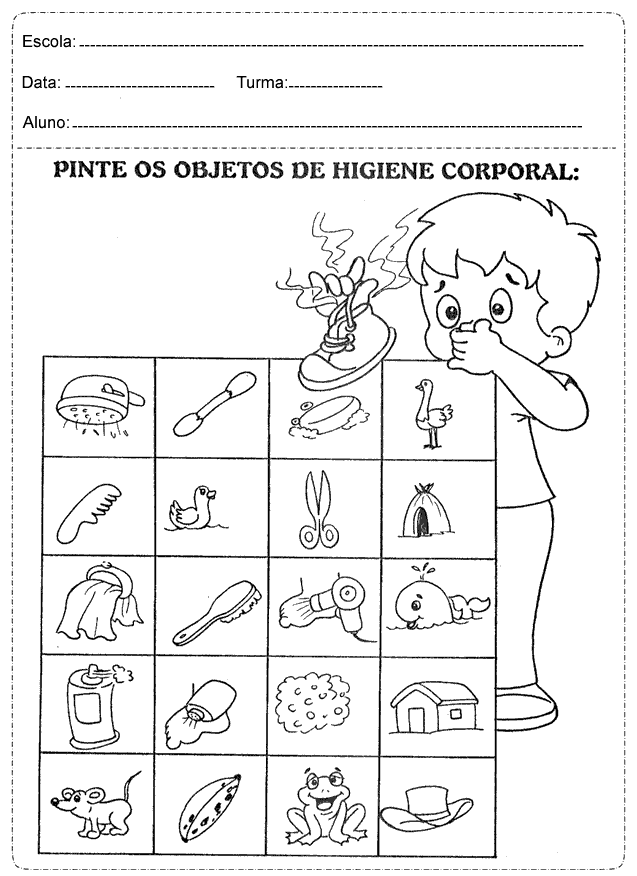 Escola:
Data: Turma:
Aluno:
PINTE OS OBJETOS DE HIGIENE CORPORAL: